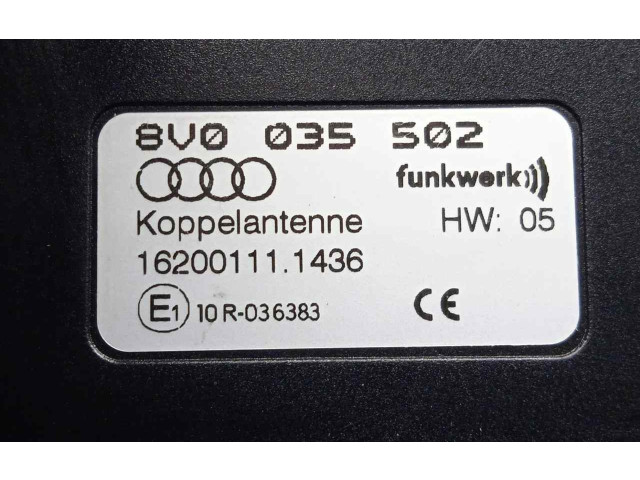 8V0 035 502
funkwerk
Koppelantenne HW: 05
16200111.1436
E1 10 R-036383 CE